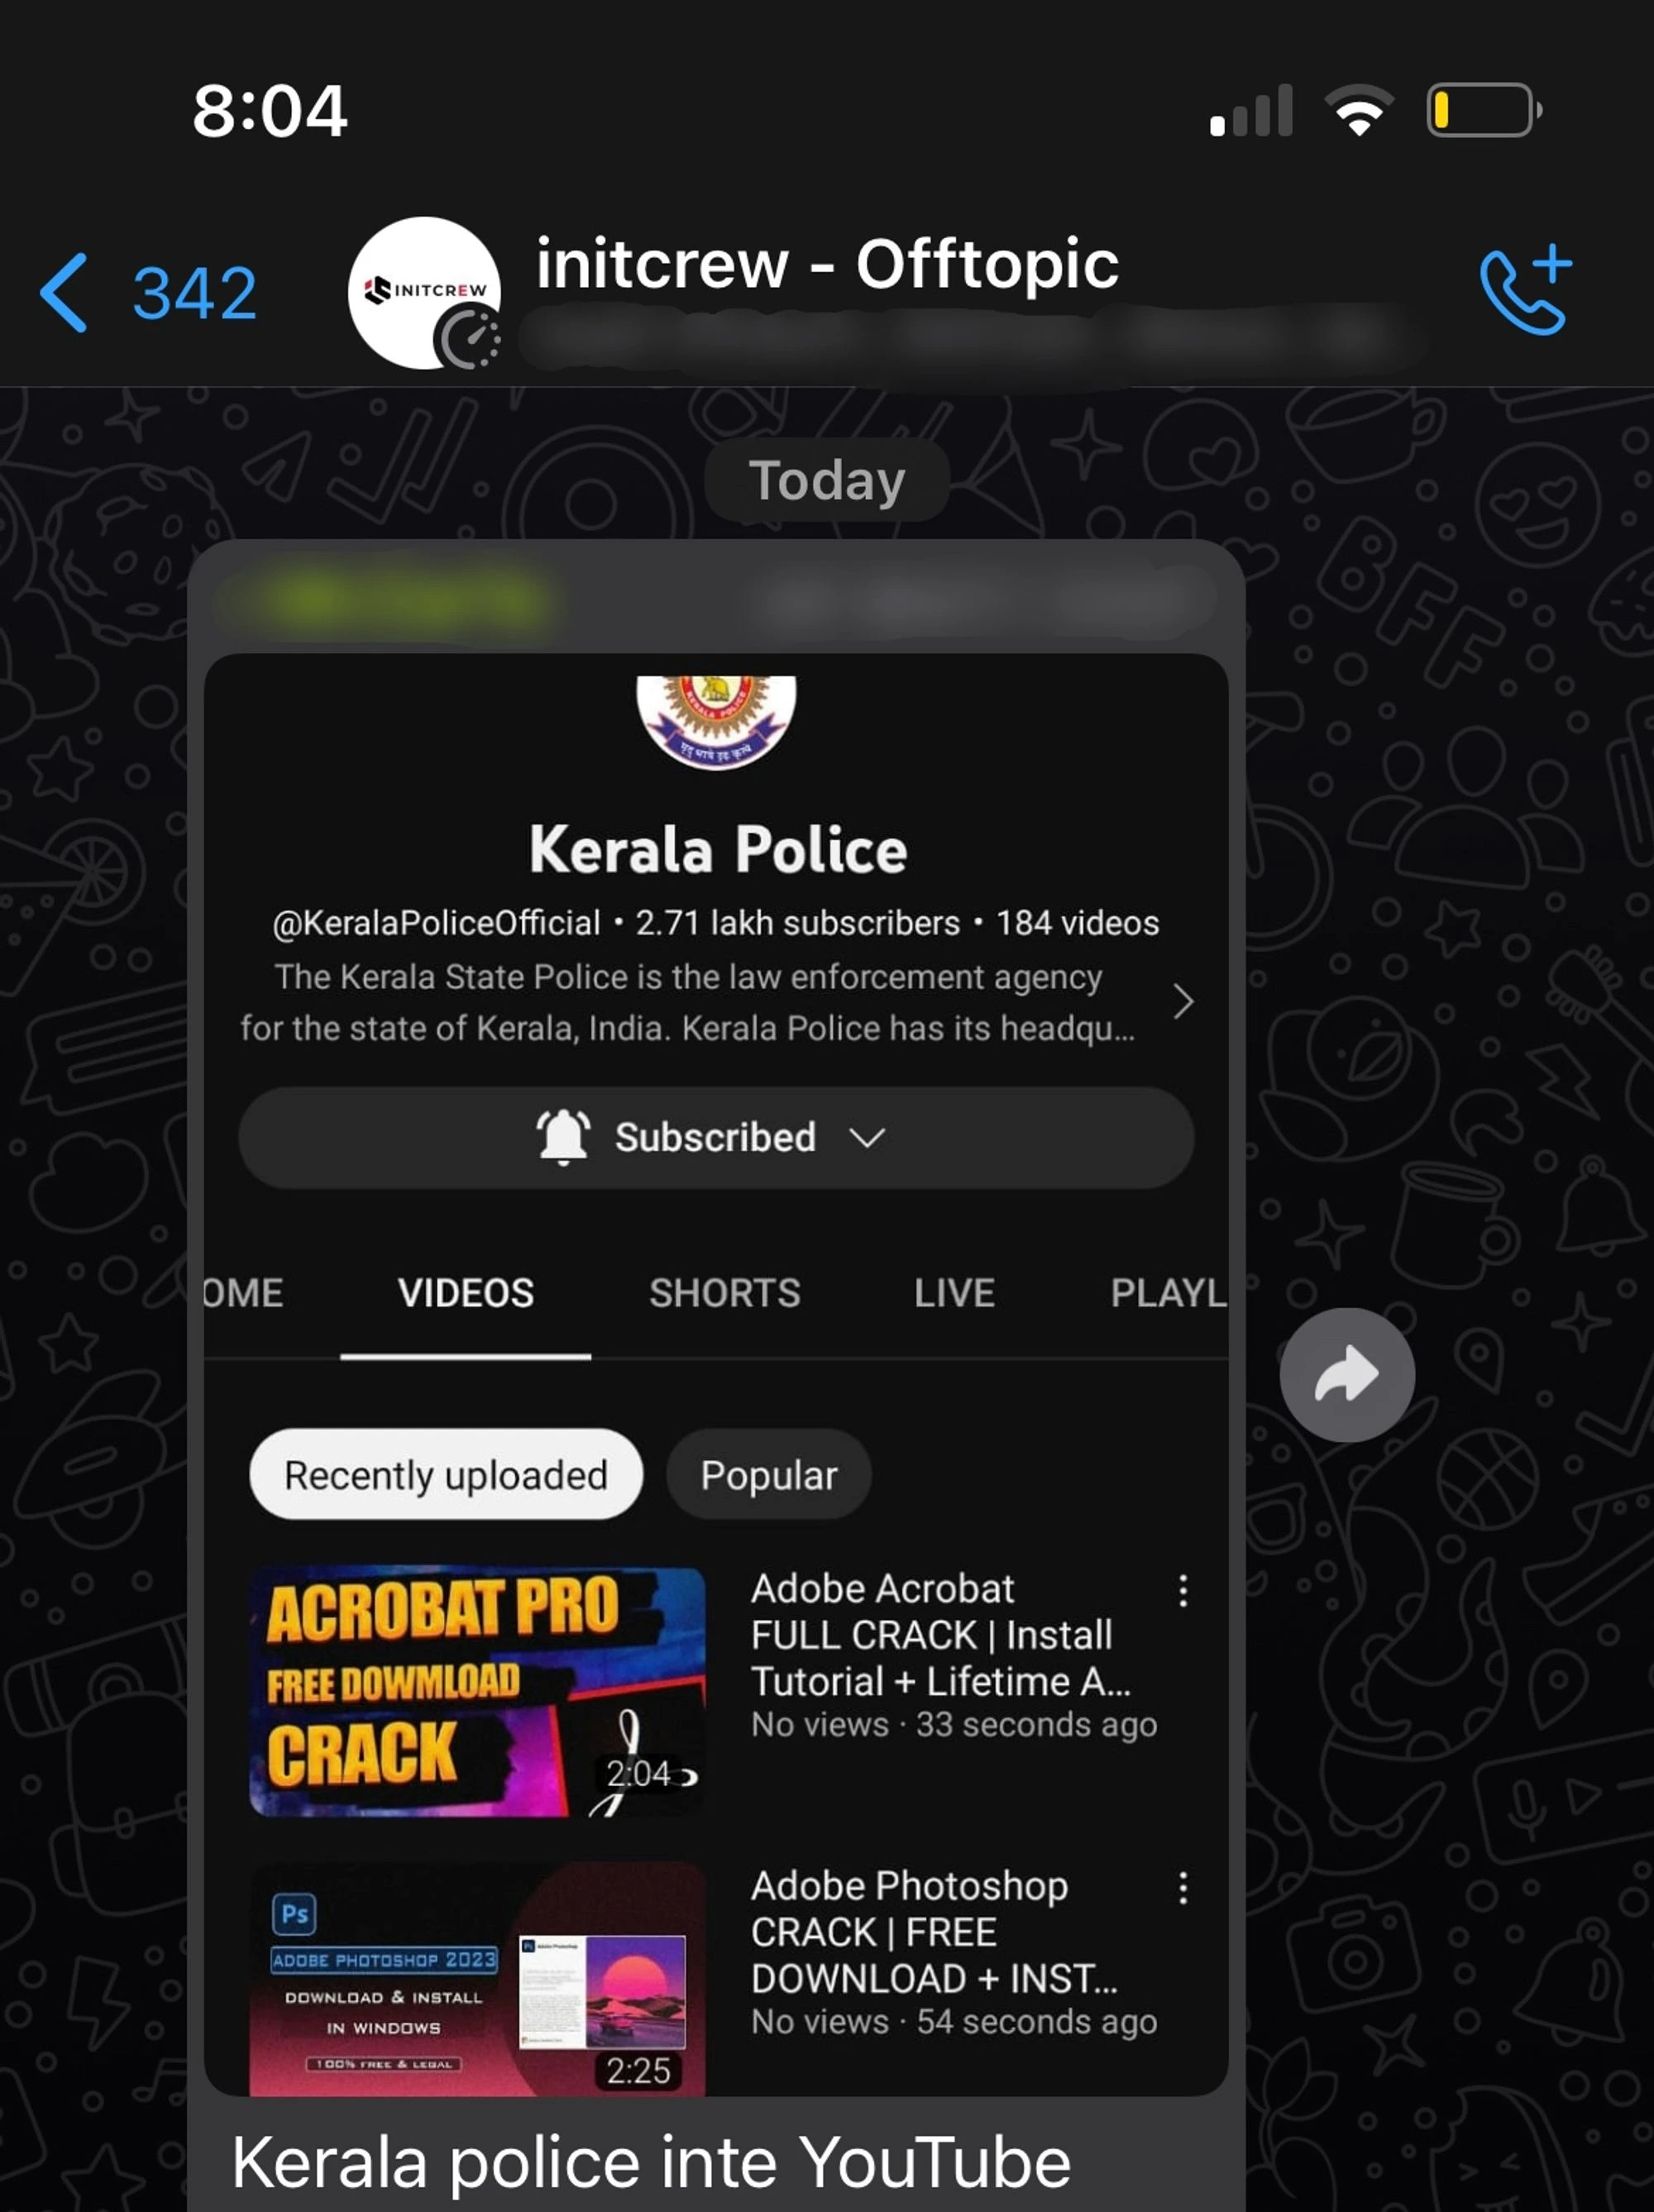 8:04
342
INITCREW
initcrew - Offtopic
Today
KERALA POLICE
Kerala Police
@KeralaPoliceOfficial • 2.71 lakh subscribers • 184 videos
The Kerala State Police is the law enforcement agency
for the state of Kerala, India. Kerala Police has its headqu...
Subscribed
OME VIDEOS SHORTS LIVE PLAYL
Recently uploaded Popular
ACROBAT PRO
FREE DOWMLOAD
CRACK
2:04
Adobe Acrobat
FULL CRACK | Install
Tutorial + Lifetime A...
No views · 33 seconds ago
Ps
ADOBE PHOTOSHOP 2023
DOWNLOAD & INSTALL
IN WINDOWS
100% FREE & LEGAL
2:25
Adobe Photoshop
CRACK | FREE
DOWNLOAD + INST...
No views · 54 seconds ago
Kerala police inte YouTube
BFF